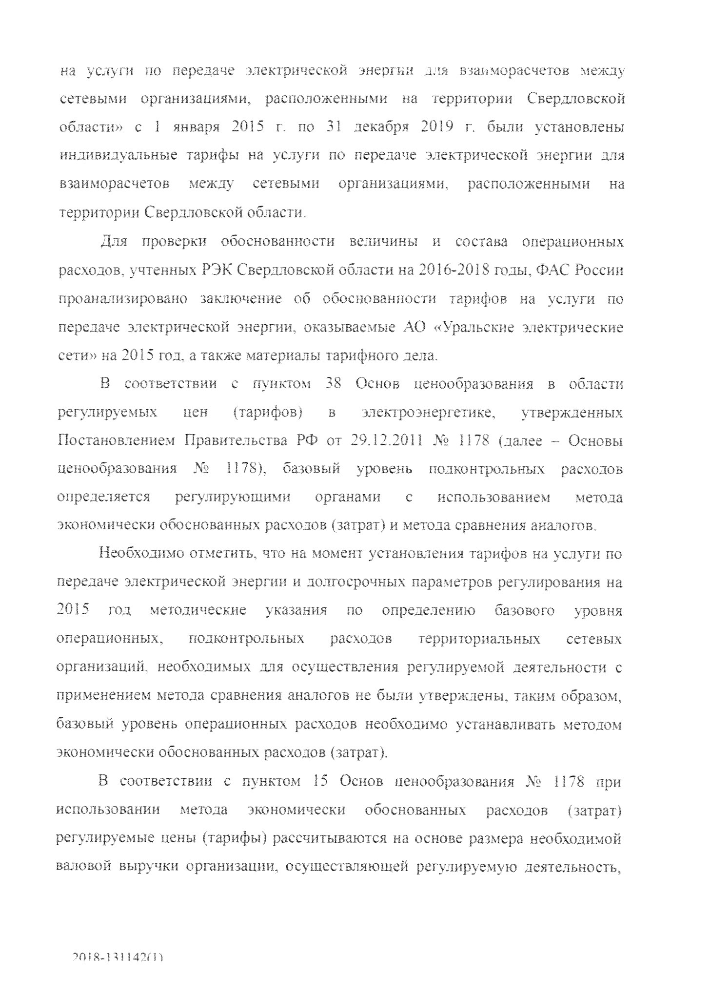 на услуги по передаче электрической энергии для взаиморасчетов между
сетевыми организациями, расположенными на территории Свердловской
области» с 1 января 2015 г. по 31 декабря 2019 г. были установлены
индивидуальные тарифы на услуги по передаче электрической энергии для
взаиморасчетов между сетевыми организациями, расположенными на
территории Свердловской области.
Для проверки обоснованности величины и состава операционных
расходов, учтенных РЭК Свердловской области на 2016-2018 годы, ФАС России
проанализировано заключение об обоснованности тарифов на услуги по
передаче электрической энергии, оказываемые АО «Уральские электрические
сети» на 2015 год, а также материалы тарифного дела.
В соответствии с пунктом 38 Основ ценообразования в области
регулируемых цен (тарифов) в электроэнергетике, утвержденных
Постановлением Правительства РФ от 29.12.2011 № 1178 (далее – Основы
ценообразования № 1178), базовый уровень подконтрольных расходов
определяется регулирующими органами с использованием метода
экономически обоснованных расходов (затрат) и метода сравнения аналогов.
Необходимо отметить, что на момент установления тарифов на услуги по
передаче электрической энергии и долгосрочных параметров регулирования на
2015 год методические указания по определению базового уровня
операционных, подконтрольных расходов территориальных сетевых
организаций, необходимых для осуществления регулируемой деятельности с
применением метода сравнения аналогов не были утверждены, таким образом,
базовый уровень операционных расходов необходимо устанавливать методом
экономически обоснованных расходов (затрат).
В соответствии с пунктом 15 Основ ценообразования № 1178 при
использовании метода экономически обоснованных расходов (затрат)
регулируемые цены (тарифы) рассчитываются на основе размера необходимой
валовой выручки организации, осуществляющей регулируемую деятельность,
2018-131142(1)